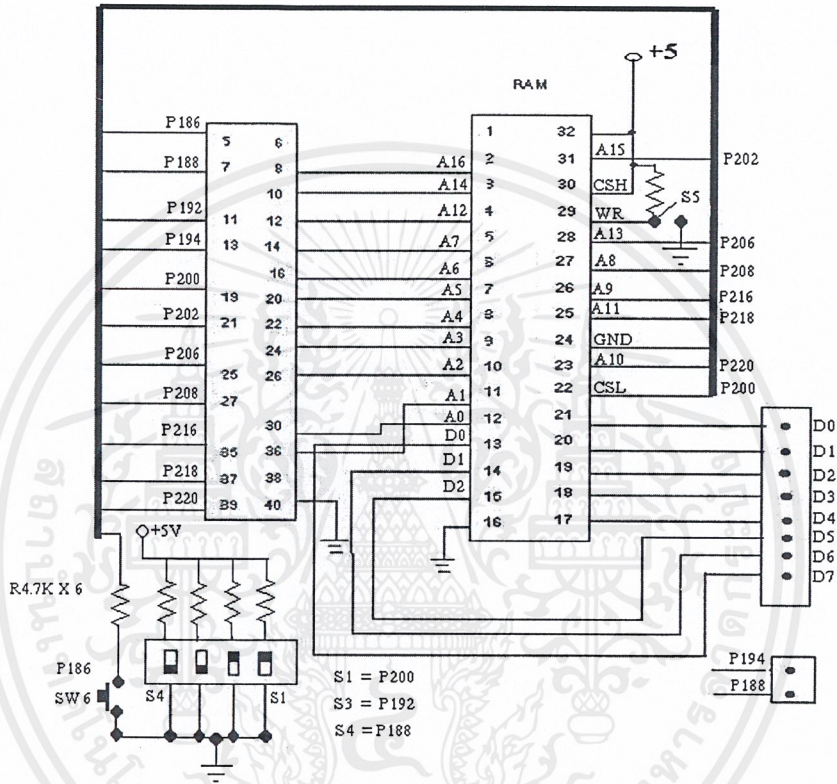 +5
RAM
P186
5 6
P188
7 8
A16
10
A14
P192
11 12
A12
P194
13 14
A7
16
A6
P200
19 20
A5
P202
21 22
A4
24
A3
P206
25 26
A2
P208
27
A1
P216
30
A0
35 36
D0
P218
37 38
D1
P220
39 40
D2
1 32
2 31
A15
P202
3 30
CSH
4 29
WR
S5
5 28
A13
P206
6 27
A8
P208
7 26
A9
P216
8 25
A11
P218
9 24
GND
10 23
A10
P220
11 22
CSL
P200
12 21
13 20
14 19
15 18
16 17
D0
D1
D2
D3
D4
D5
D6
D7
+5V
R4.7K X 6
P186
SW 6
S4 S1
S1 = P200
S3 = P192
S4 = P188
P194
P188